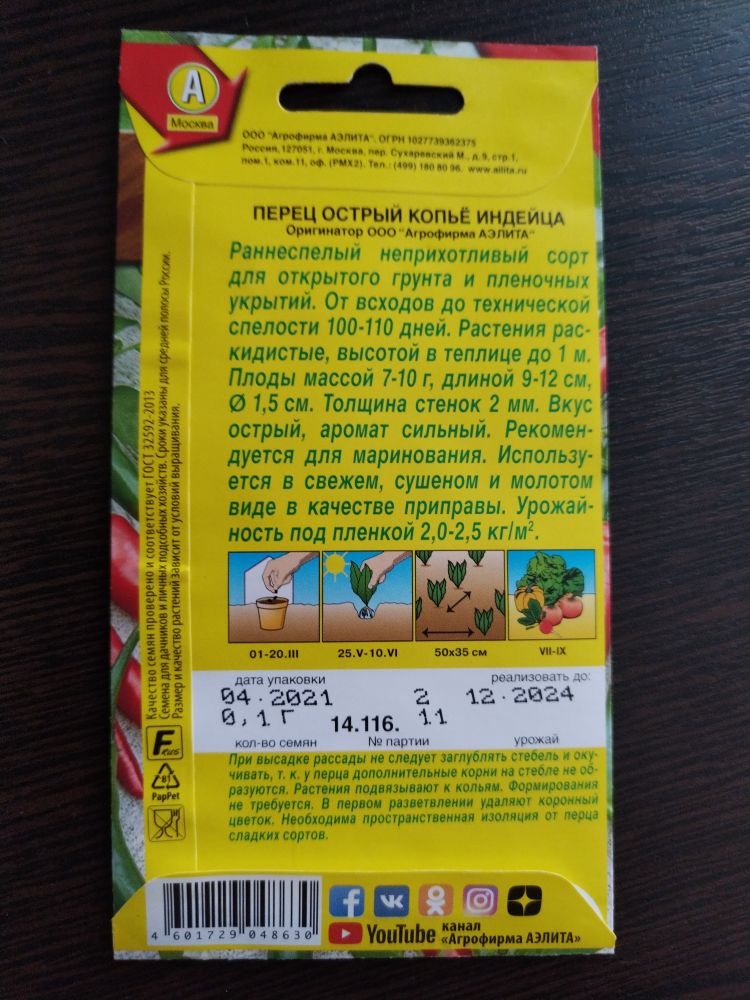 А
Москва
ООО "Агрофирма АЭЛИТА". ОГРН 1027739362375
Россия, 127051, г. Москва, пер. Сухаревский М., д.9, стр.1,
пом.1, ком.11, оф. (РМХ2). Тел.: (499) 180 80 96. www.ailita.ru
ПЕРЕЦ ОСТРЫЙ КОПЬЁ ИНДЕЙЦА
Оригинатор ООО "Агрофирма АЭЛИТА"
Раннеспелый неприхотливый сорт
для открытого грунта и пленочных
укрытий. От всходов до технической
спелости 100-110 дней. Растения рас-
кидистые, высотой в теплице до 1 м.
Плоды массой 7-10 г, длиной 9-12 см,
Ø 1,5 см. Толщина стенок 2 мм. Вкус
острый, аромат сильный. Рекомен-
дуется для маринования. Использу-
ется в свежем, сушеном и молотом
виде в качестве приправы. Урожай-
ность под пленкой 2,0-2,5 кг/м².
01-20.III 25.V-10.VI 50x35 см VII-IX
дата упаковки реализовать до:
04.2021 2 12.2024
0,1 Г 14.116. 11
кол-во семян № партии урожай
При высадке рассады не следует заглублять стебель и оку-
чивать, т. к. у перца дополнительные корни на стебле не об-
разуются. Растения подвязывают к кольям. Формирования
не требуется. В первом разветвлении удаляют коронный
цветок. Необходима пространственная изоляция от перца
сладких сортов.
Качество семян проверено и соответствует ГОСТ 32592-2013
Семена для дачников и личных подсобных хозяйств. Сроки указаны для средней полосы России.
Размер и качество растений зависит от условий выращивания.
F RUS
81
PapPet
4 601729 048630
YouTube канал
«Агрофирма АЭЛИТА»